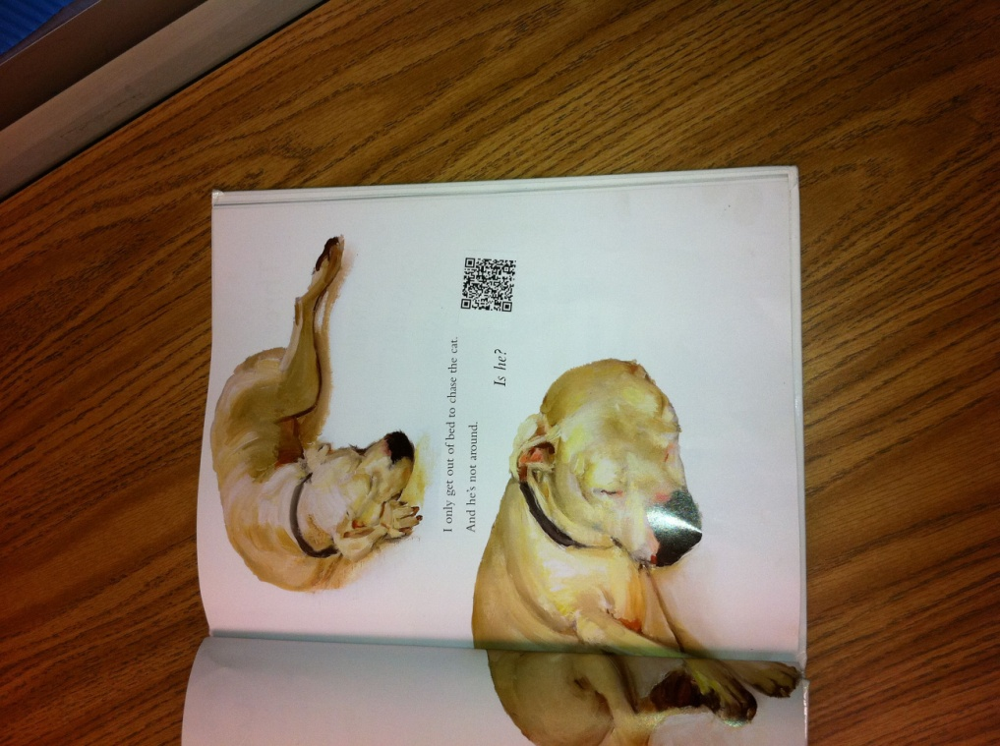 I only get out of bed to chase the cat.
And he's not around.
Is he?